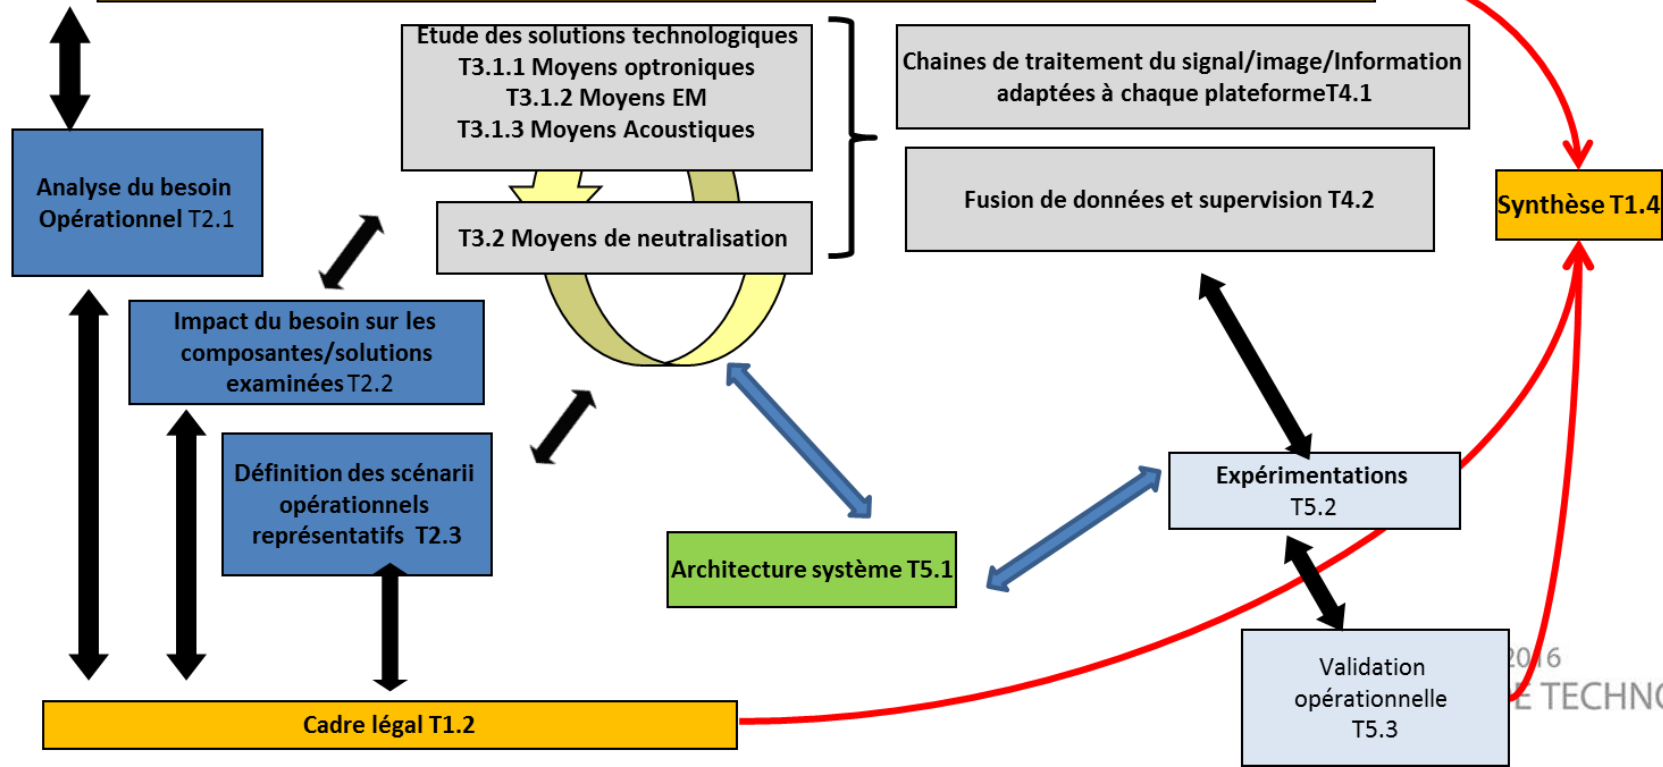 Etude des solutions technologiques
T3.1.1 Moyens optroniques
T3.1.2 Moyens EM
T3.1.3 Moyens Acoustiques
Chaines de traitement du signal/image/Information
adaptées à chaque plateformeT4.1
Analyse du besoin
Opérationnel T2.1
Fusion de données et supervision T4.2
Synthèse T1.4
T3.2 Moyens de neutralisation
Impact du besoin sur les
composantes/solutions
examinées T2.2
Définition des scénarii
opérationnels
représentatifs T2.3
Expérimentations
T5.2
Architecture système T5.1
Validation
opérationnelle
T5.3
2016
E TECHNO
Cadre légal T1.2